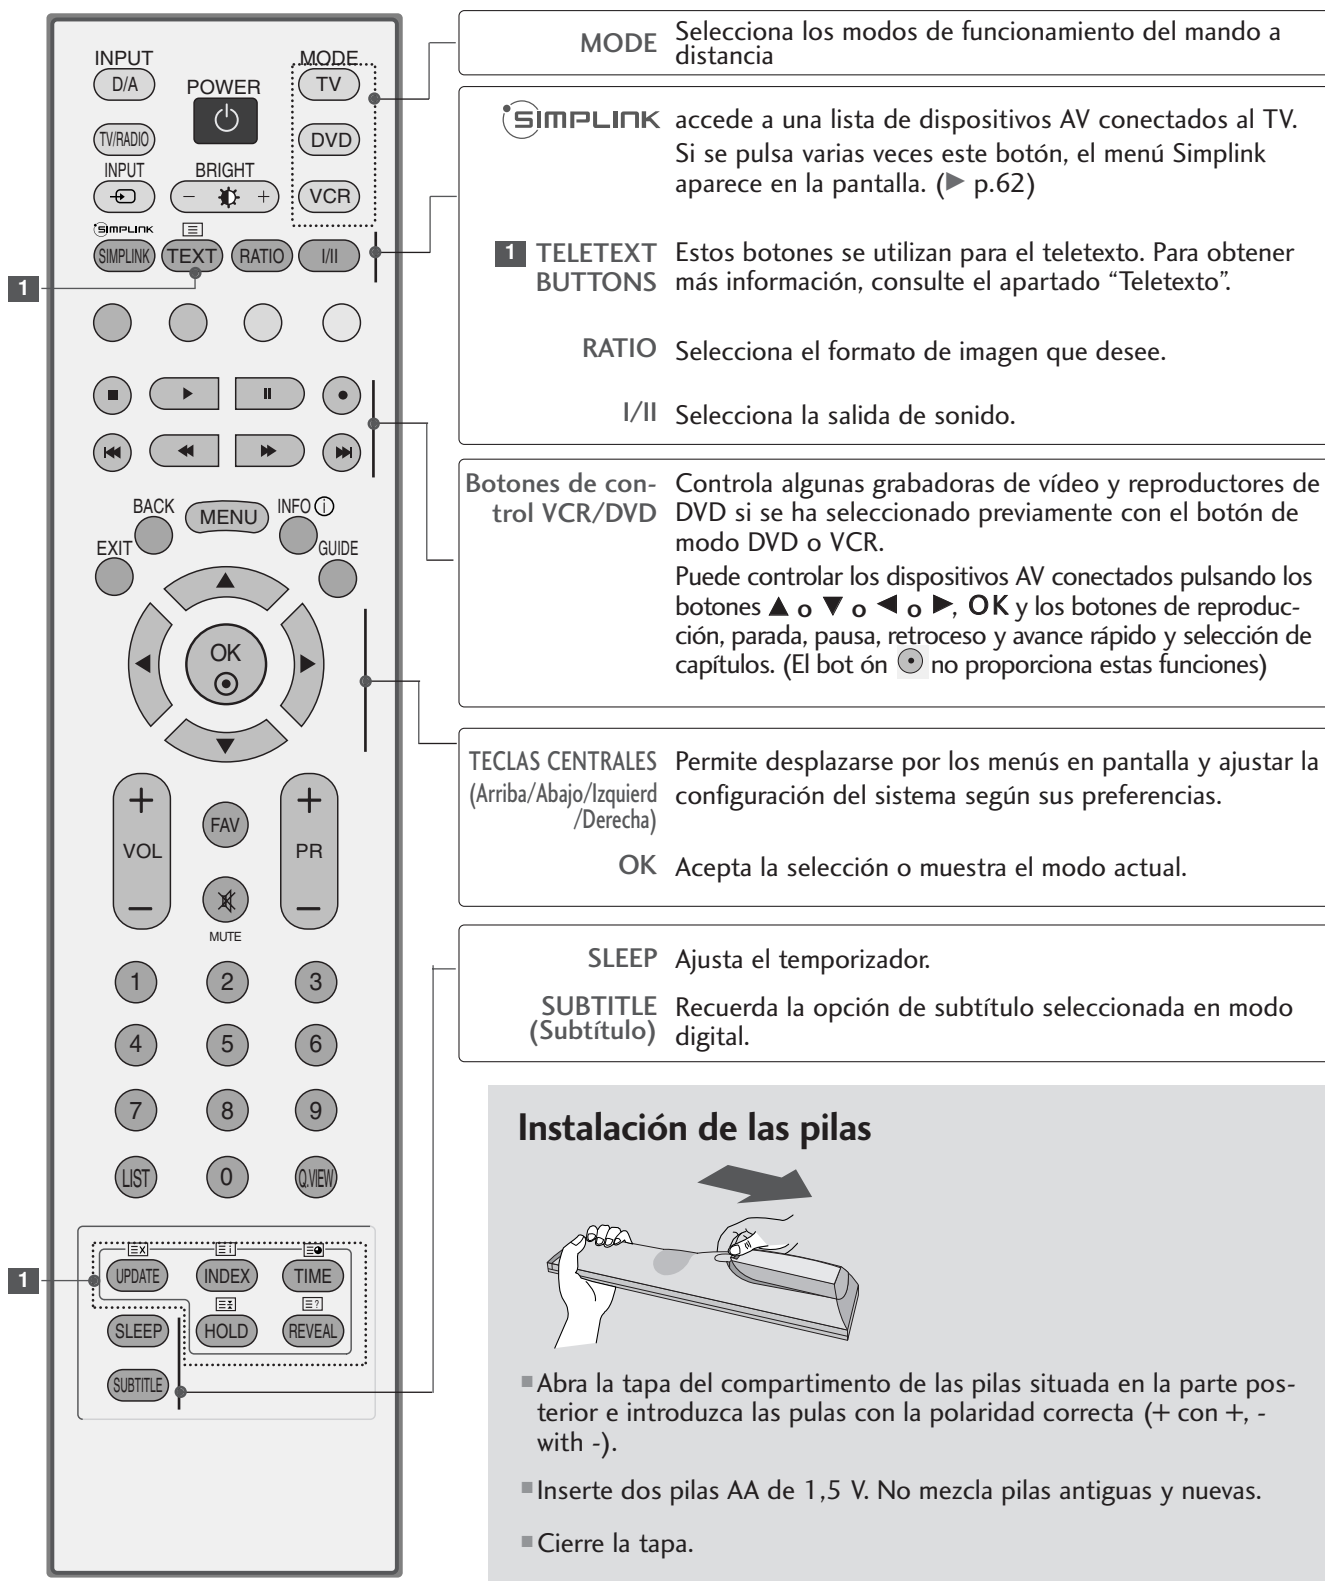 INPUT
D/A
POWER
MODE
TV
TV/RADIO
DVD
INPUT
BRIGHT
- +
VCR
SIMPLINK
SIMPLINK
TEXT
RATIO
I/II
1
BACK
MENU
INFO i
EXIT
GUIDE
OK
+
VOL
-
FAV
MUTE
+
PR
-
1
2
3
4
5
6
7
8
9
LIST
0
Q.VIEW
1
UPDATE
INDEX
TIME
SLEEP
HOLD
REVEAL
SUBTITLE
MODE Selecciona los modos de funcionamiento del mando a
distancia
SIMPLINK accede a una lista de dispositivos AV conectados al TV.
Si se pulsa varias veces este botón, el menú Simplink
aparece en la pantalla. (► p.62)
1 TELETEXT Estos botones se utilizan para el teletexto. Para obtener
BUTTONS más información, consulte el apartado “Teletexto”.
RATIO Selecciona el formato de imagen que desee.
I/II Selecciona la salida de sonido.
Botones de con- Controla algunas grabadoras de vídeo y reproductores de
trol VCR/DVD DVD si se ha seleccionado previamente con el botón de
modo DVD o VCR.
Puede controlar los dispositivos AV conectados pulsando los
botones ▲ o ▼ o ◄ o ►, OK y los botones de reproduc-
ción, parada, pausa, retroceso y avance rápido y selección de
capítulos. (El bot ón ⊙ no proporciona estas funciones)
TECLAS CENTRALES Permite desplazarse por los menús en pantalla y ajustar la
(Arriba/Abajo/Izquierd configuración del sistema según sus preferencias.
/Derecha)
OK Acepta la selección o muestra el modo actual.
SLEEP Ajusta el temporizador.
SUBTITLE Recuerda la opción de subtítulo seleccionada en modo
(Subtítulo) digital.
Instalación de las pilas
■ Abra la tapa del compartimento de las pilas situada en la parte pos-
terior e introduzca las pulas con la polaridad correcta (+ con +, -
with -).
■ Inserte dos pilas AA de 1,5 V. No mezcla pilas antiguas y nuevas.
■ Cierre la tapa.